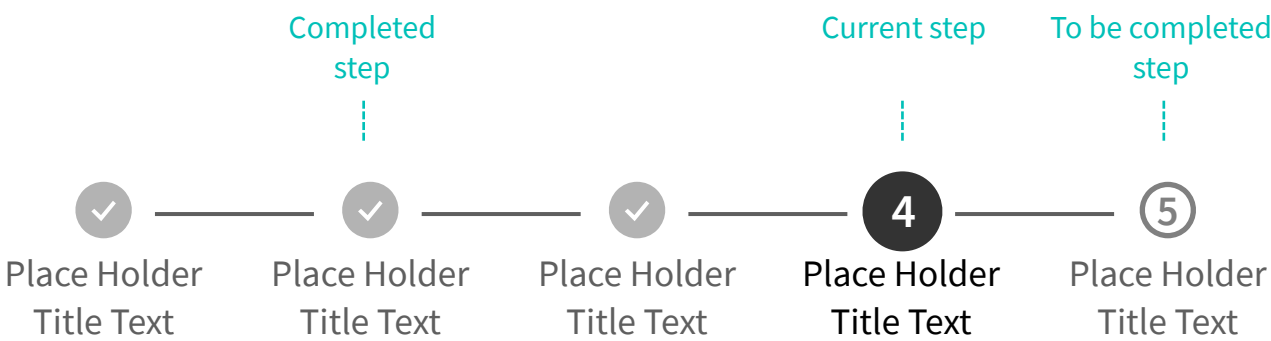 Completed
step
Current step
To be completed
step
4
5
Place Holder
Title Text
Place Holder
Title Text
Place Holder
Title Text
Place Holder
Title Text
Place Holder
Title Text